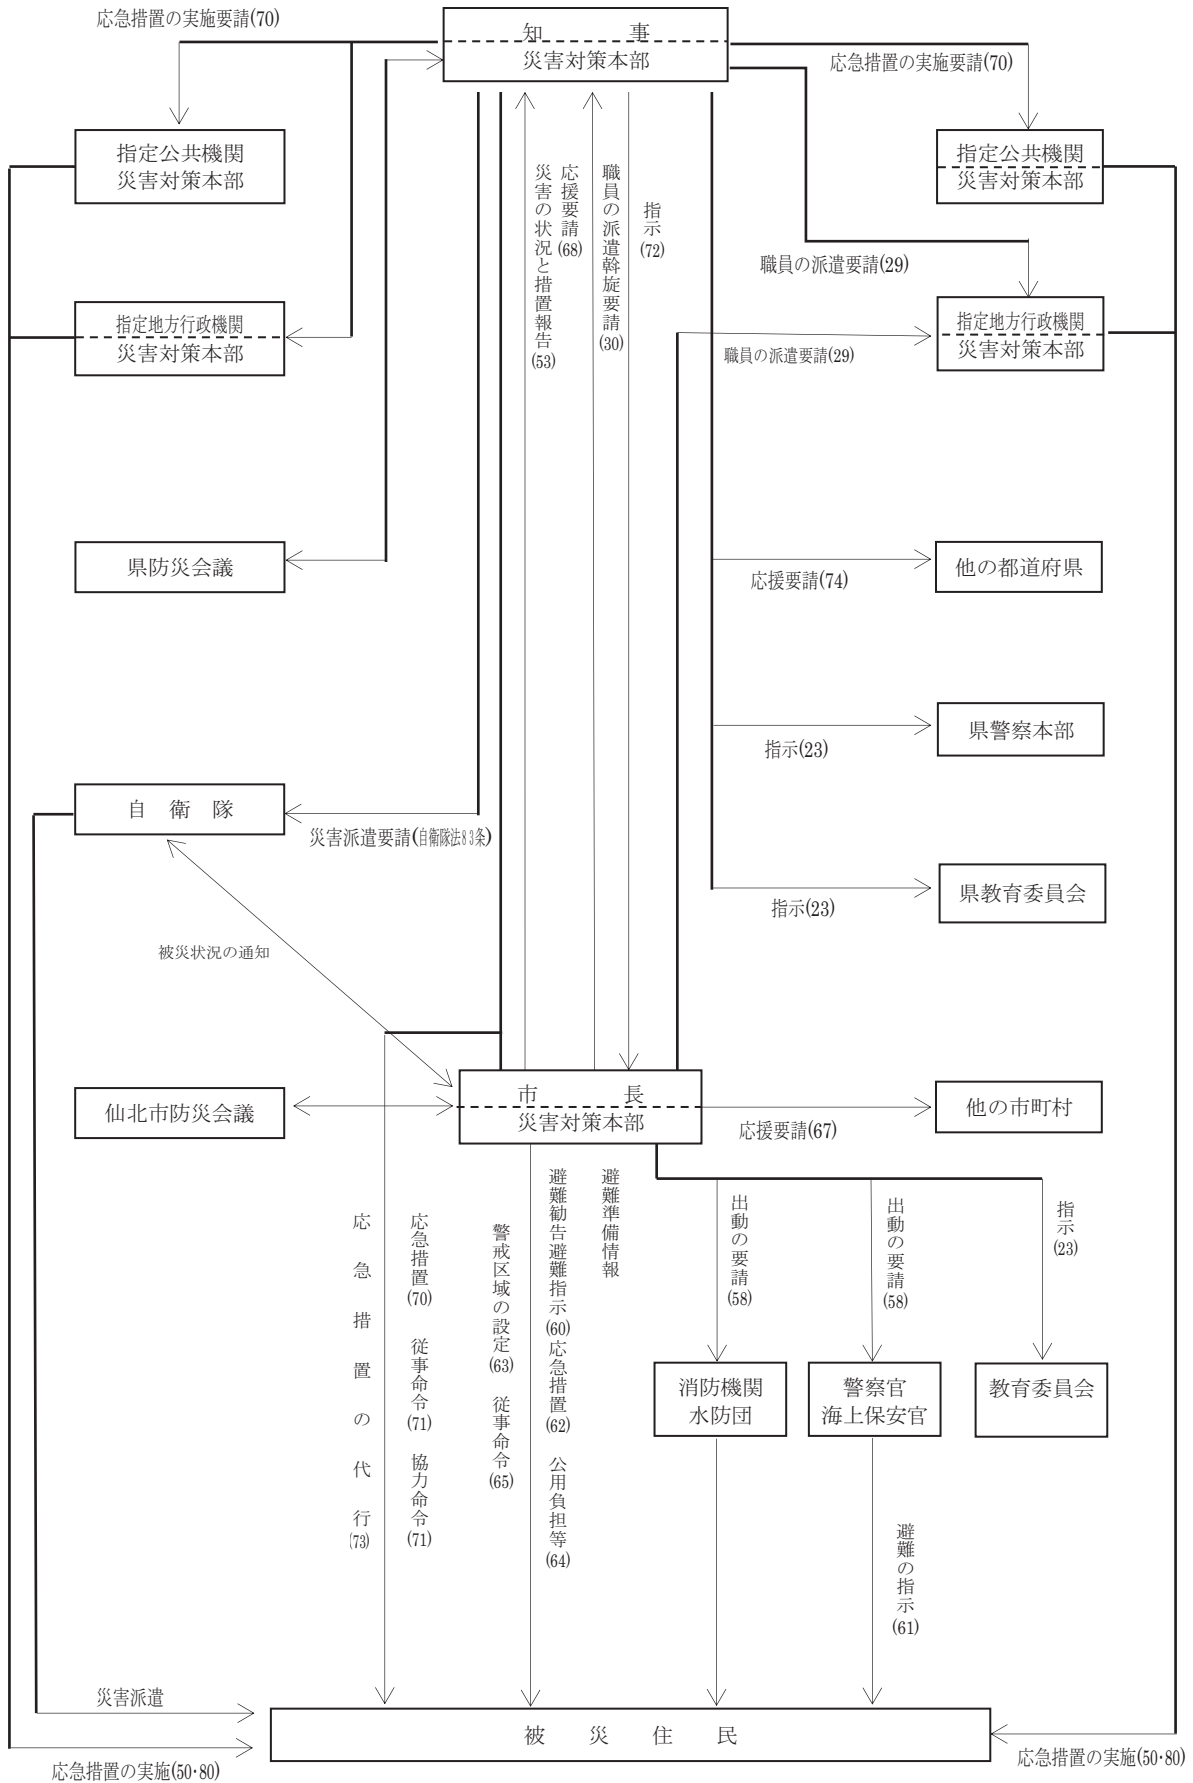 応急措置の実施要請(70)
知　事
災害対策本部
応急措置の実施要請(70)
指定公共機関
災害対策本部
指定公共機関
災害対策本部
災害の状況と措置報告(53)
応援要請(68)
職員の派遣斡旋要請(30)
指示(72)
職員の派遣要請(29)
指定地方行政機関
災害対策本部
職員の派遣要請(29)
指定地方行政機関
災害対策本部
県防災会議
他の都道府県
応援要請(74)
県警察本部
指示(23)
自　衛　隊
災害派遣要請(自衛隊法83条)
県教育委員会
指示(23)
被災状況の通知
仙北市防災会議
市　長
災害対策本部
応援要請(67)
他の市町村
応急措置の代行(73)
応急措置(70)　従事命令(71)　協力命令(71)
警戒区域の設定(63)　従事命令(65)
避難勧告避難指示(60)応急措置(62)　公用負担等(64)
避難準備情報
出動の要請(58)
出動の要請(58)
指示(23)
消防機関
水防団
警察官
海上保安官
教育委員会
避難の指示(61)
災害派遣
被　災　住　民
応急措置の実施(50・80)
応急措置の実施(50・80)